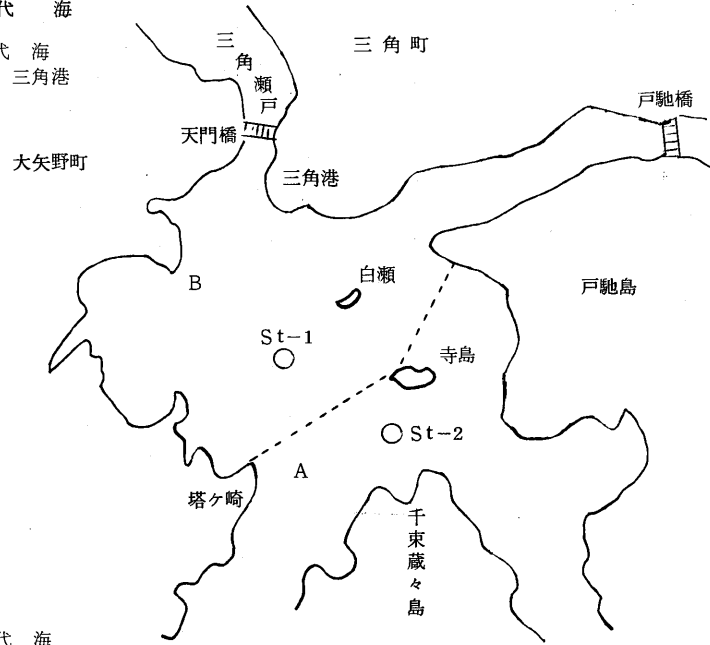 代 海
代 海
三角港
大矢野町
三角瀬戸
三角町
天門橋
三角港
戸馳橋
B
白瀬
戸馳島
St-1
寺島
St-2
A
塔ケ崎
千束蔵々島
代 海